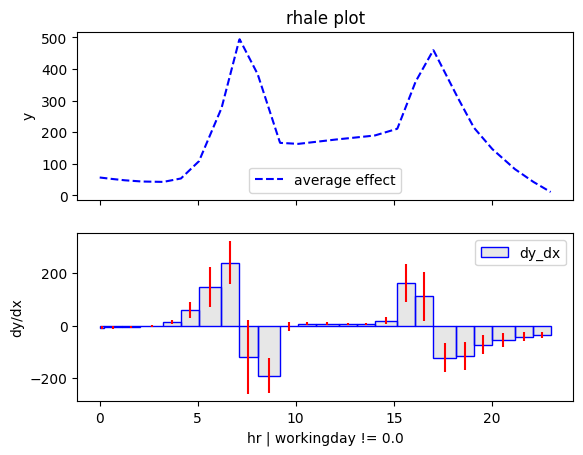 rhale plot
500
400
300
200
100
0
y
average effect
200
0
−200
dy/dx
dy_dx
0 5 10 15 20
hr | workingday != 0.0